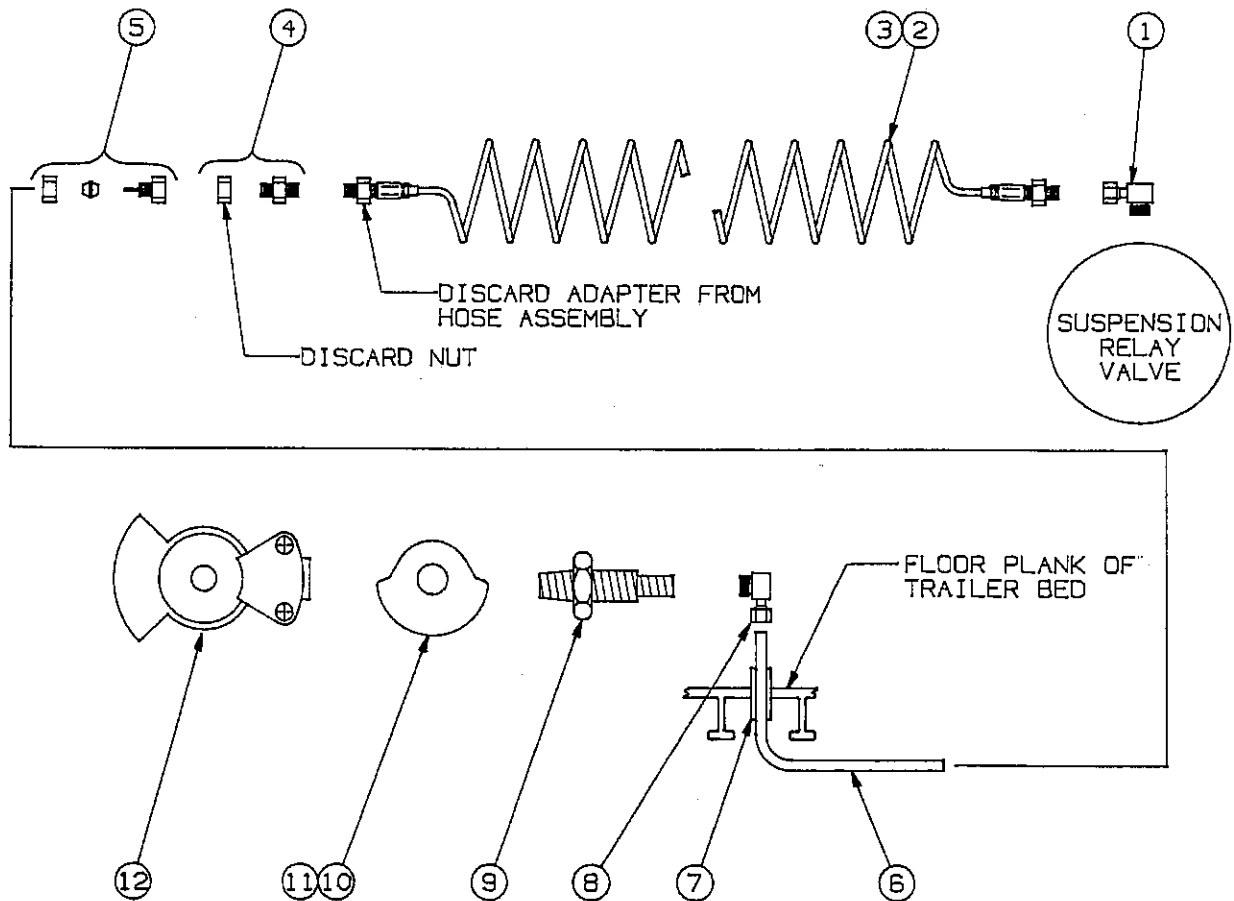 5
4
3 2
1
DISCARD ADAPTER FROM
HOSE ASSEMBLY
DISCARD NUT
SUSPENSION
RELAY
VALVE
FLOOR PLANK OF
TRAILER BED
12
11 10
9
8
7
6